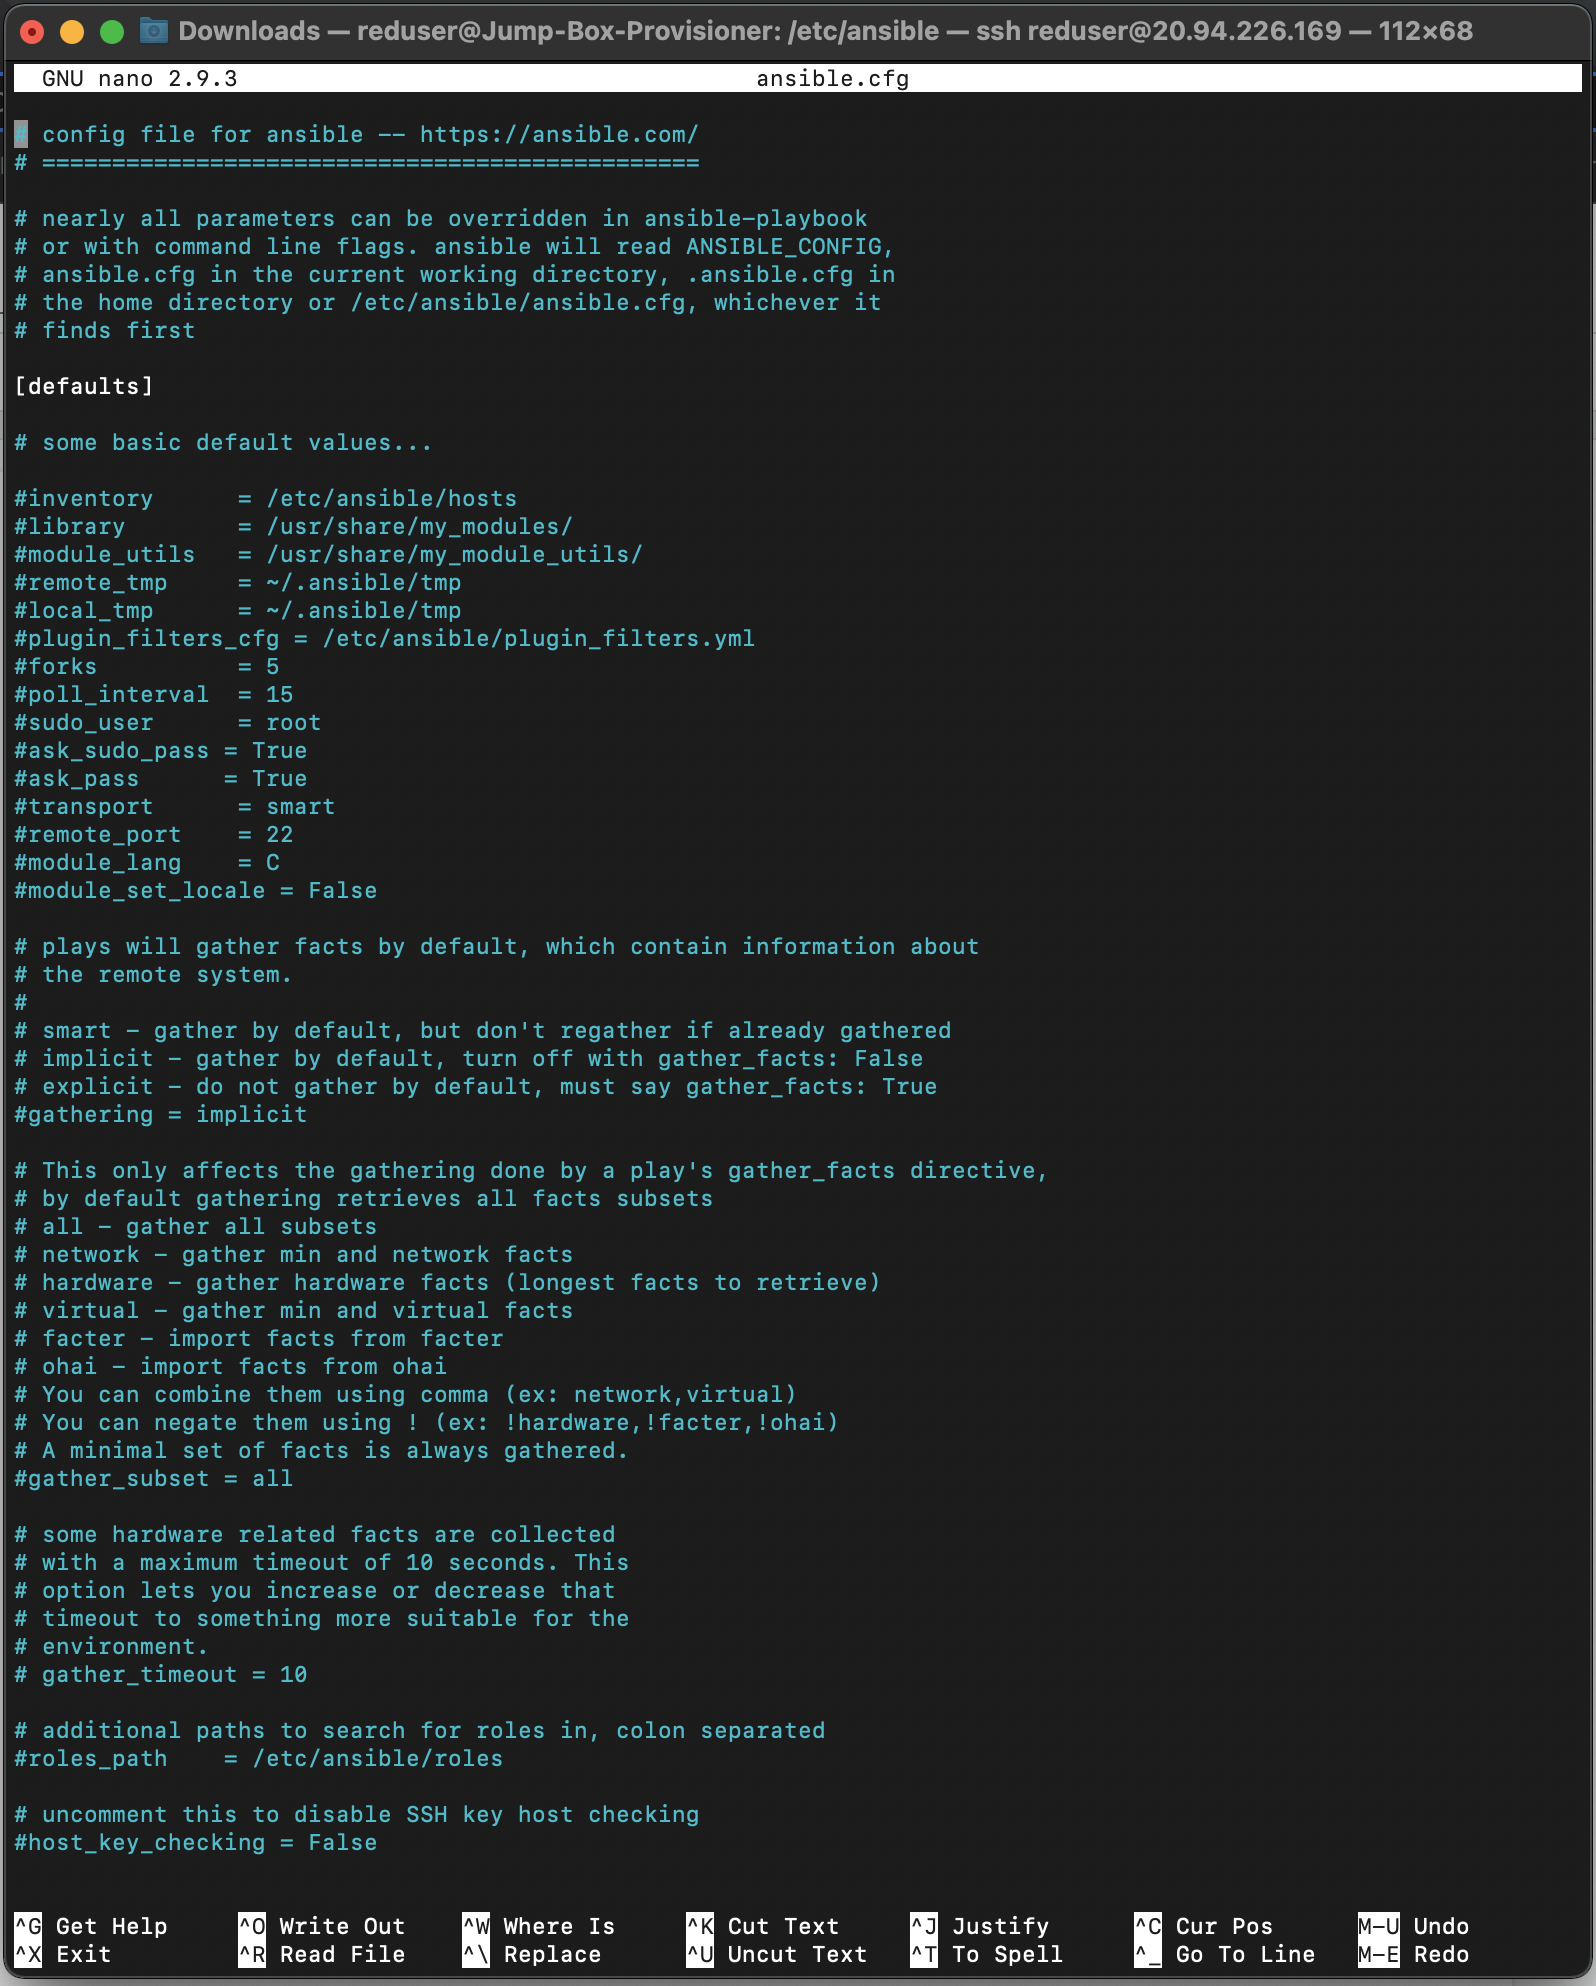 Downloads — reduser@Jump-Box-Provisioner: /etc/ansible — ssh reduser@20.94.226.169 — 112×68
GNU nano 2.9.3 ansible.cfg
# config file for ansible -- https://ansible.com/
# ===============================================
# nearly all parameters can be overridden in ansible-playbook
# or with command line flags. ansible will read ANSIBLE_CONFIG,
# ansible.cfg in the current working directory, .ansible.cfg in
# the home directory or /etc/ansible/ansible.cfg, whichever it
# finds first
[defaults]
# some basic default values...
#inventory      = /etc/ansible/hosts
#library        = /usr/share/my_modules/
#module_utils   = /usr/share/my_module_utils/
#remote_tmp     = ~/.ansible/tmp
#local_tmp      = ~/.ansible/tmp
#plugin_filters_cfg = /etc/ansible/plugin_filters.yml
#forks          = 5
#poll_interval  = 15
#sudo_user      = root
#ask_sudo_pass = True
#ask_pass      = True
#transport      = smart
#remote_port    = 22
#module_lang    = C
#module_set_locale = False
# plays will gather facts by default, which contain information about
# the remote system.
#
# smart - gather by default, but don't regather if already gathered
# implicit - gather by default, turn off with gather_facts: False
# explicit - do not gather by default, must say gather_facts: True
#gathering = implicit
# This only affects the gathering done by a play's gather_facts directive,
# by default gathering retrieves all facts subsets
# all - gather all subsets
# network - gather min and network facts
# hardware - gather hardware facts (longest facts to retrieve)
# virtual - gather min and virtual facts
# facter - import facts from facter
# ohai - import facts from ohai
# You can combine them using comma (ex: network,virtual)
# You can negate them using ! (ex: !hardware,!facter,!ohai)
# A minimal set of facts is always gathered.
#gather_subset = all
# some hardware related facts are collected
# with a maximum timeout of 10 seconds. This
# option lets you increase or decrease that
# timeout to something more suitable for the
# environment.
# gather_timeout = 10
# additional paths to search for roles in, colon separated
#roles_path    = /etc/ansible/roles
# uncomment this to disable SSH key host checking
#host_key_checking = False
^G Get Help ^O Write Out ^W Where Is ^K Cut Text ^J Justify ^C Cur Pos M-U Undo
^X Exit ^R Read File ^\ Replace ^U Uncut Text ^T To Spell ^_ Go To Line M-E Redo